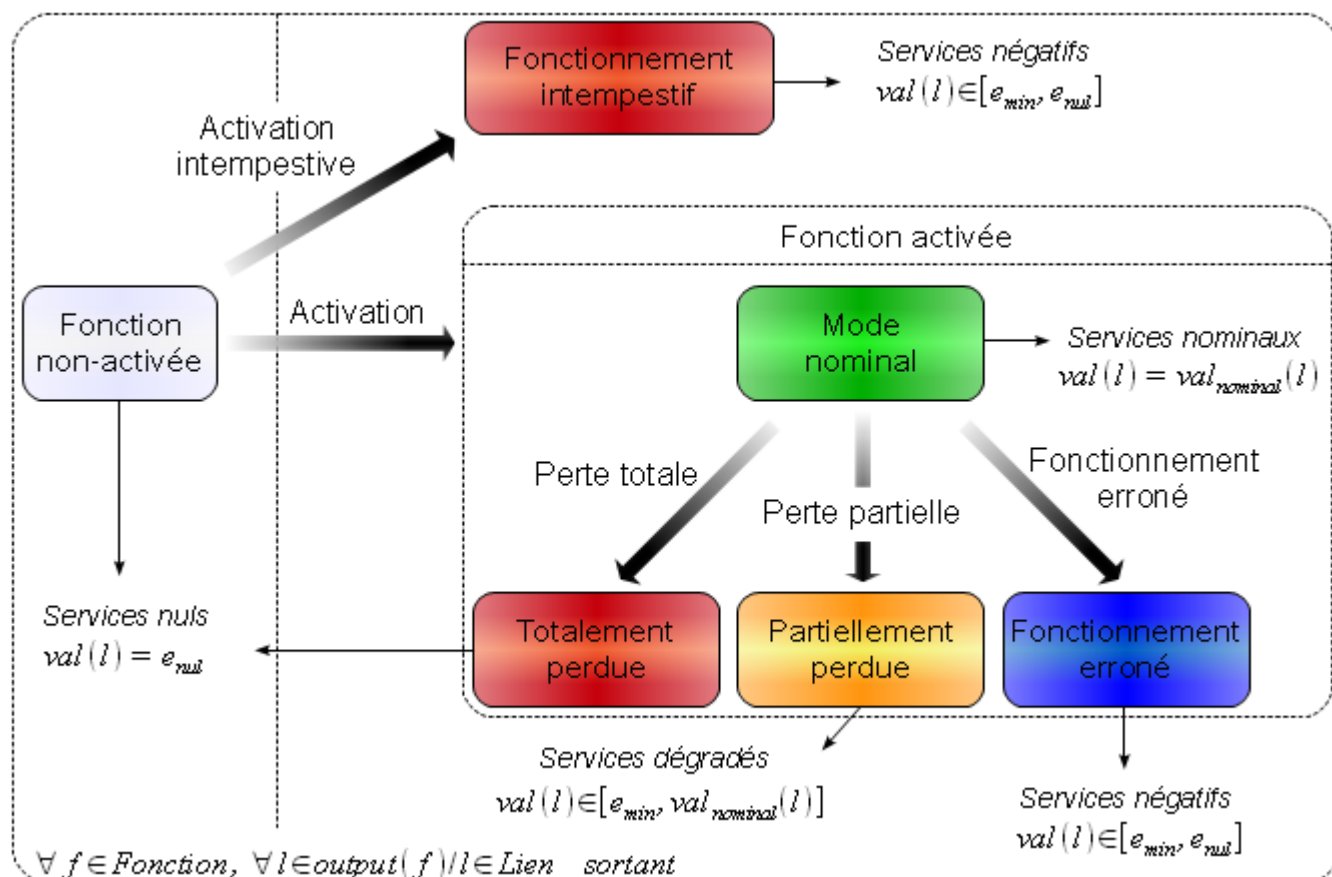 Fonctionnement
intempestif
Services négatifs
val(l)∈[e_min, e_nul]
Activation
intempestive
Fonction activée
Fonction
non-activée
Activation
Mode
nominal
Services nominaux
val(l) = val_nominal(l)
Perte totale
Perte partielle
Fonctionnement
erroné
Totalement
perdue
Partiellement
perdue
Fonctionnement
erroné
Services nuls
val(l) = e_nul
Services dégradés
val(l)∈[e_min, val_nominal(l)]
Services négatifs
val(l)∈[e_min, e_nul]
∀ f ∈ Fonction, ∀ l∈output(f)/l∈Lien sortant